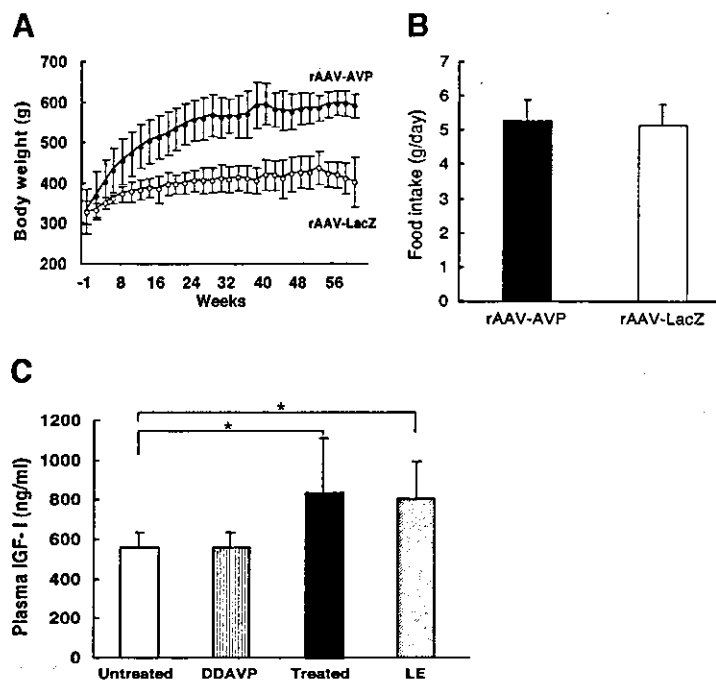 A
Body weight (g)
700
600
500
400
300
200
rAAV-AVP
rAAV-LacZ
-1 8 16 24 32 40 48 56
Weeks
B
Food intake (g/day)
7
6
5
4
3
2
1
0
rAAV-AVP rAAV-LacZ
C
Plasma IGF- I (ng/ml)
1200
1000
800
600
400
200
0
*
*
Untreated DDAVP Treated LE